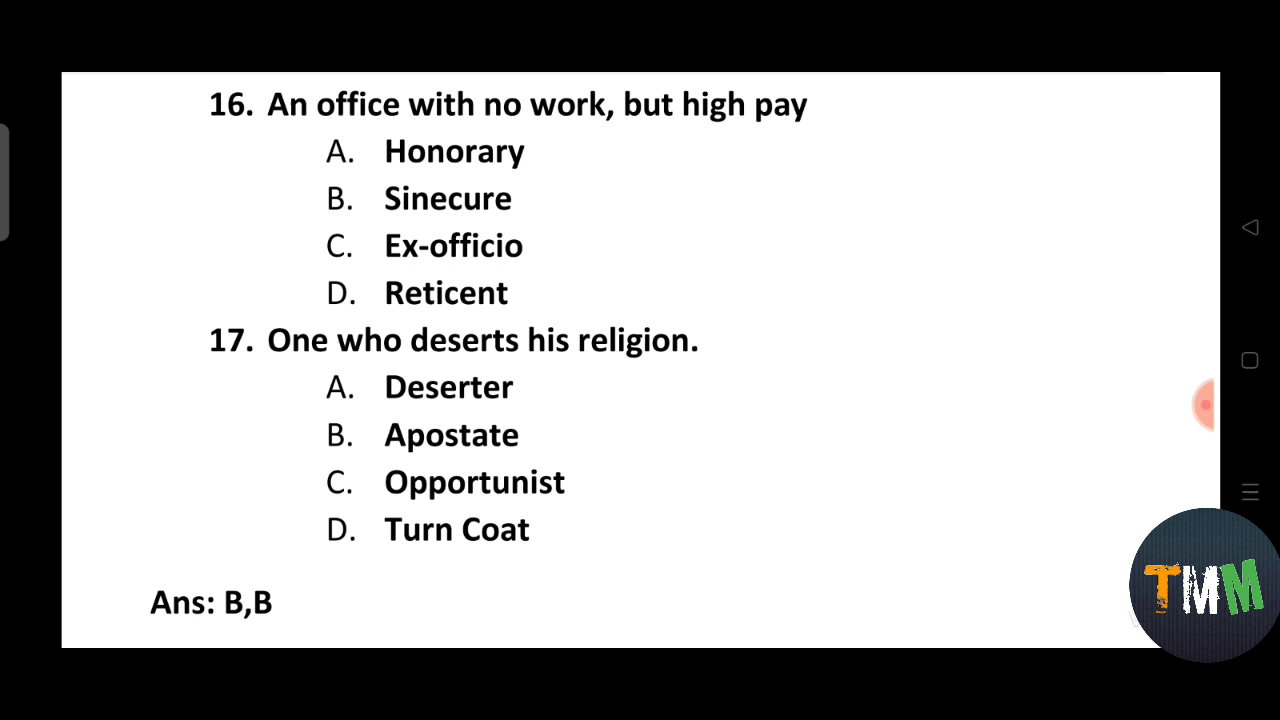 16. An office with no work, but high pay
A. Honorary
B. Sinecure
C. Ex-officio
D. Reticent
17. One who deserts his religion.
A. Deserter
B. Apostate
C. Opportunist
D. Turn Coat
Ans: B,B
TMM